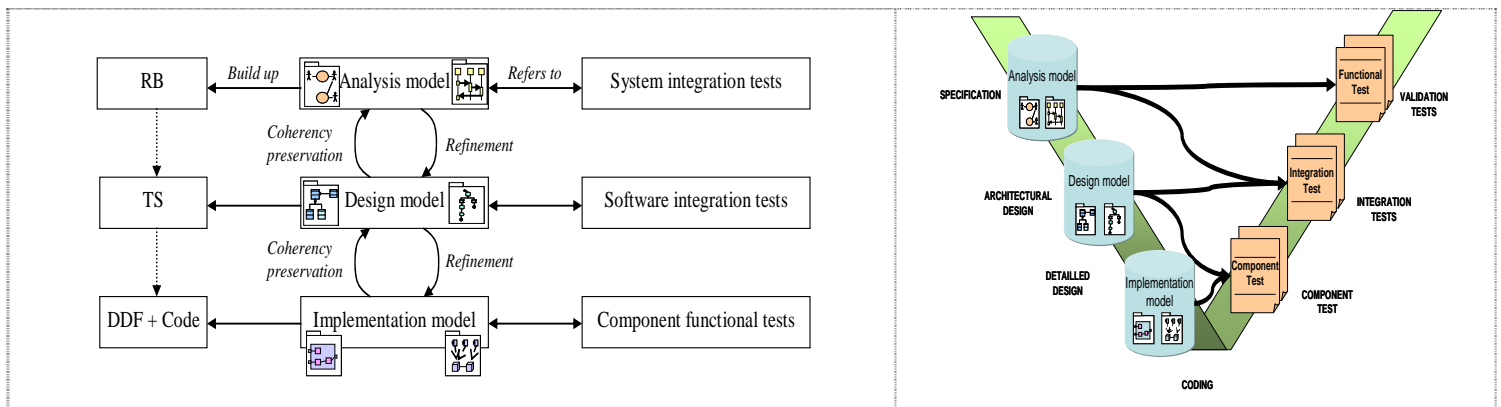 RB
Build up
Analysis model
Refers to
System integration tests
Coherency
preservation
Refinement
TS
Design model
Software integration tests
Coherency
preservation
Refinement
DDF + Code
Implementation model
Component functional tests
Analysis model
SPECIFICATION
Functional
Test
VALIDATION
TESTS
Design model
ARCHITECTURAL
DESIGN
Integration
Test
INTEGRATION
TESTS
Implementation
model
DETAILLED
DESIGN
Component
Test
COMPONENT
TEST
CODING